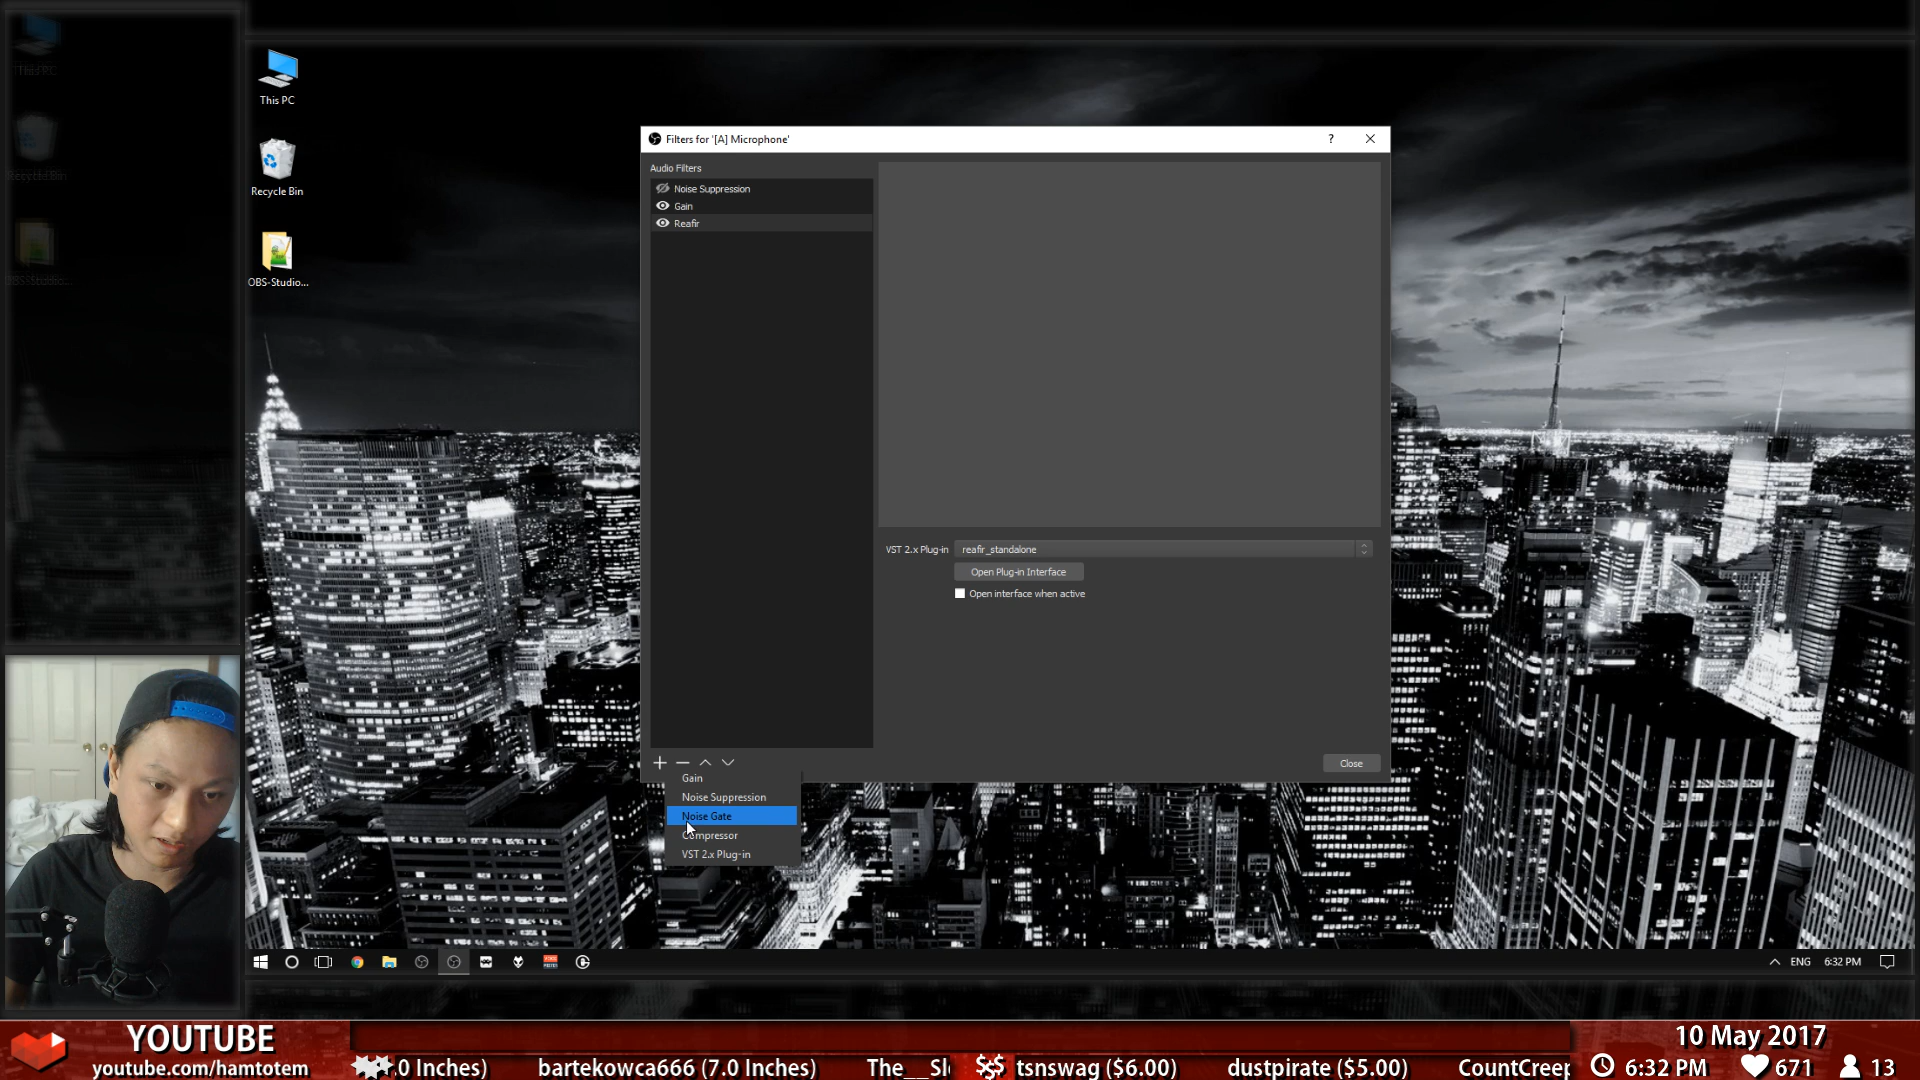 This PC
Recycle Bin
OBS-Studio...
Filters for '[A] Microphone'
?
Audio Filters
Noise Suppression
Gain
Reafir
VST 2.x Plug-in
reafir_standalone
Open Plug-in Interface
Open interface when active
Close
Gain
Noise Suppression
Noise Gate
Compressor
VST 2.x Plug-in
ENG
6:32 PM
YOUTUBE
youtube.com/hamtotem
.0 Inches)
bartekowca666 (7.0 Inches)
The__Sl
$$$
tsnswag ($6.00)
dustpirate ($5.00)
CountCreep
10 May 2017
6:32 PM
671
13